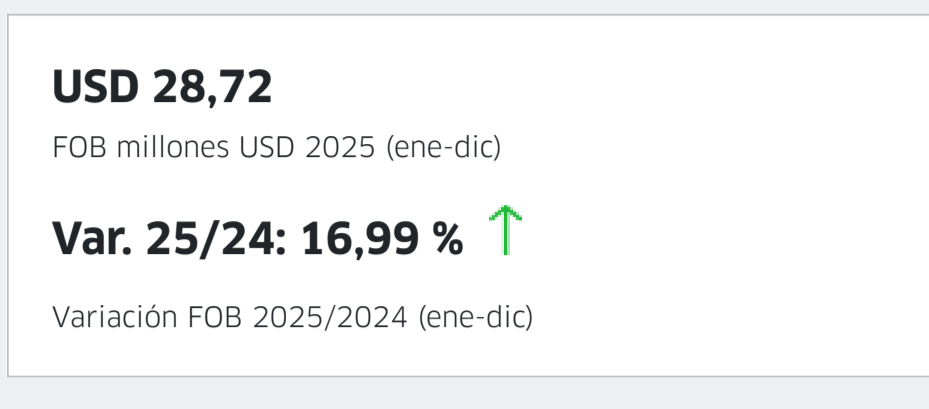 USD 28,72
FOB millones USD 2025 (ene-dic)
Var. 25/24: 16,99 %
Variación FOB 2025/2024 (ene-dic)